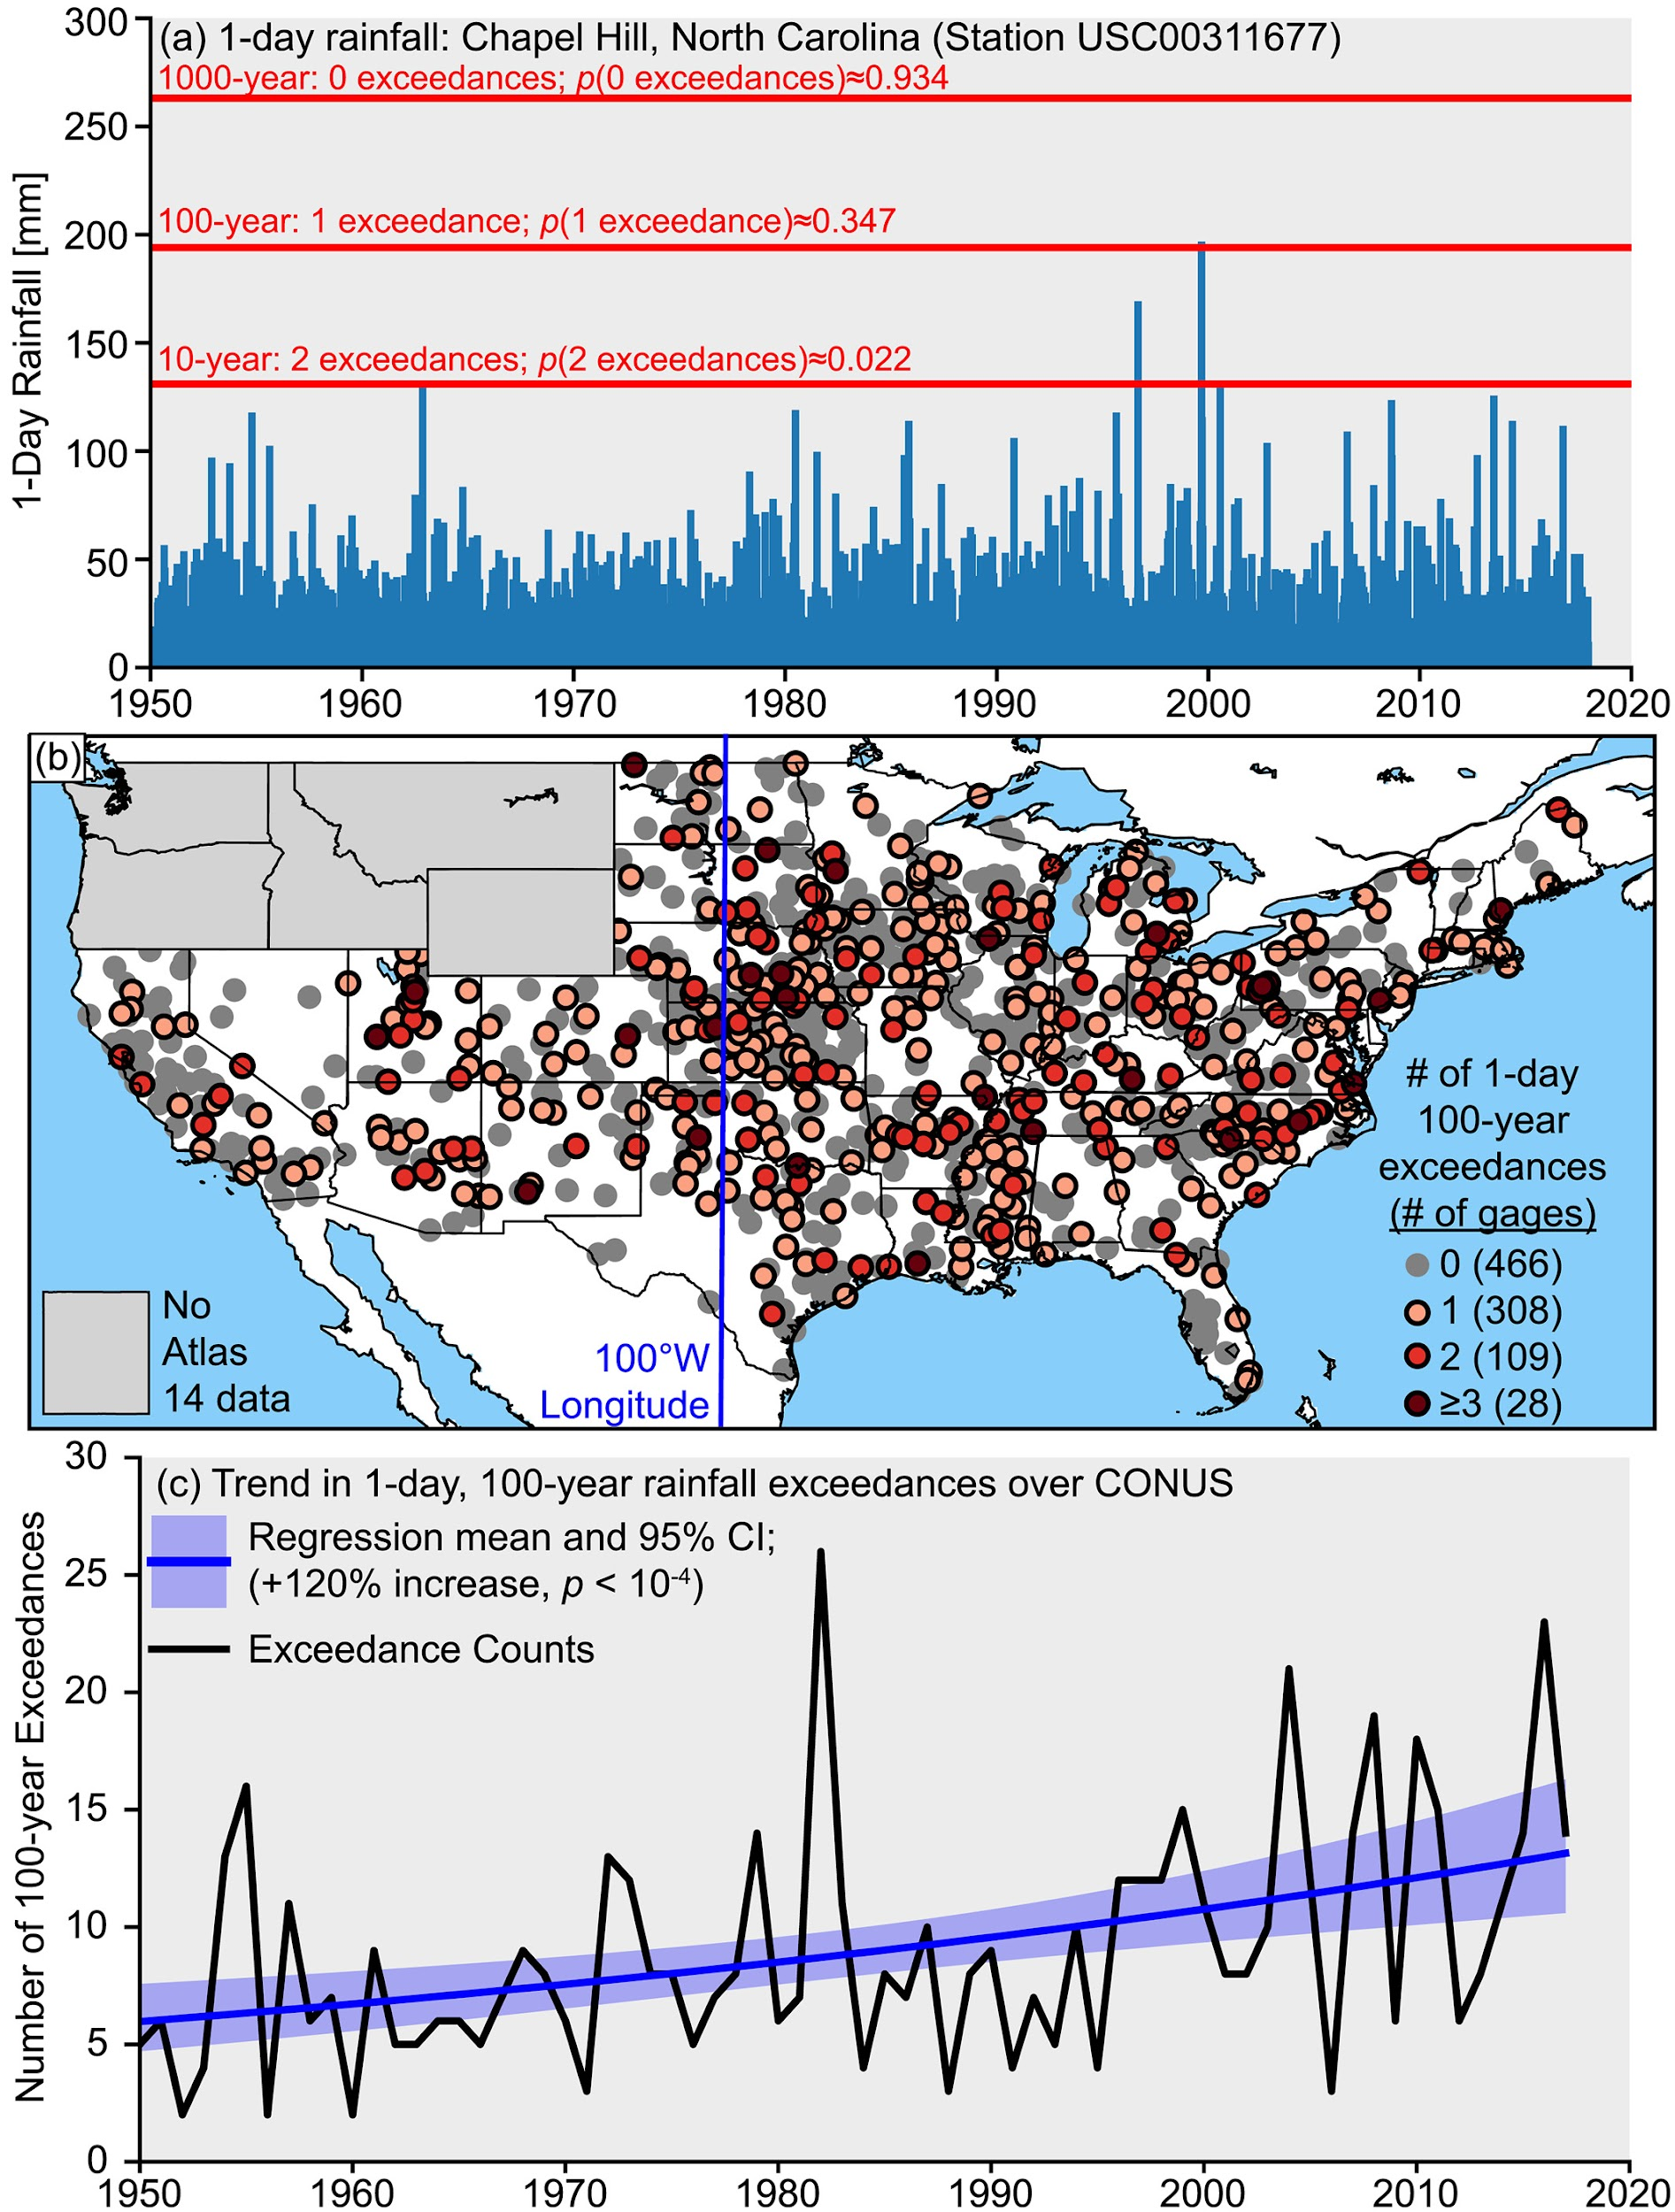 (a) 1-day rainfall: Chapel Hill, North Carolina (Station USC00311677)
1000-year: 0 exceedances; p(0 exceedances)≈0.934
100-year: 1 exceedance; p(1 exceedance)≈0.347
10-year: 2 exceedances; p(2 exceedances)≈0.022
1-Day Rainfall [mm]
300
250
200
150
100
50
0
1950 1960 1970 1980 1990 2000 2010 2020
(b)
No
Atlas
14 data
100°W
Longitude
# of 1-day
100-year
exceedances
(# of gages)
0 (466)
1 (308)
2 (109)
≥3 (28)
(c) Trend in 1-day, 100-year rainfall exceedances over CONUS
Regression mean and 95% CI;
(+120% increase, p < 10⁻⁴)
Exceedance Counts
Number of 100-year Exceedances
30
25
20
15
10
5
0
1950 1960 1970 1980 1990 2000 2010 2020